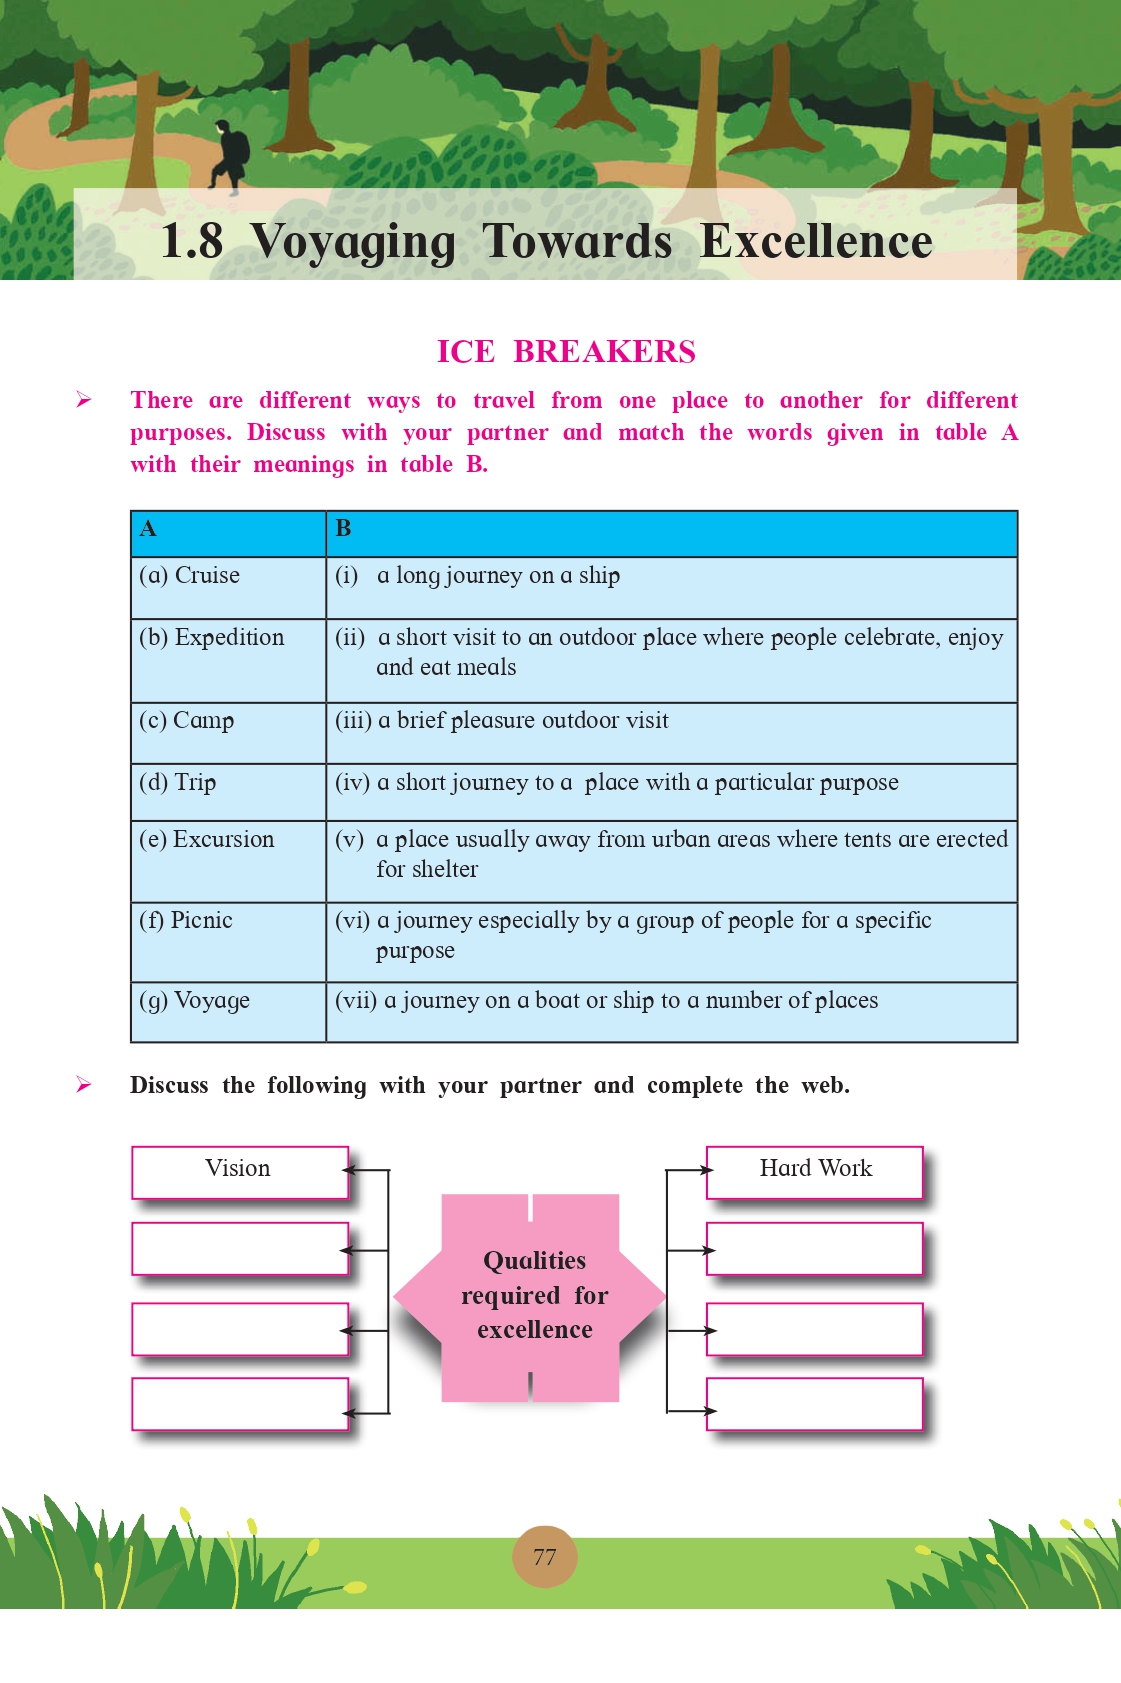 1.8 Voyaging Towards Excellence
ICE BREAKERS
➢ There are different ways to travel from one place to another for different
purposes. Discuss with your partner and match the words given in table A
with their meanings in table B.
A B
(a) Cruise (i) a long journey on a ship
(b) Expedition (ii) a short visit to an outdoor place where people celebrate, enjoy
and eat meals
(c) Camp (iii) a brief pleasure outdoor visit
(d) Trip (iv) a short journey to a place with a particular purpose
(e) Excursion (v) a place usually away from urban areas where tents are erected
for shelter
(f) Picnic (vi) a journey especially by a group of people for a specific
purpose
(g) Voyage (vii) a journey on a boat or ship to a number of places
➢ Discuss the following with your partner and complete the web.
Vision
Hard Work
Qualities
required for
excellence
77